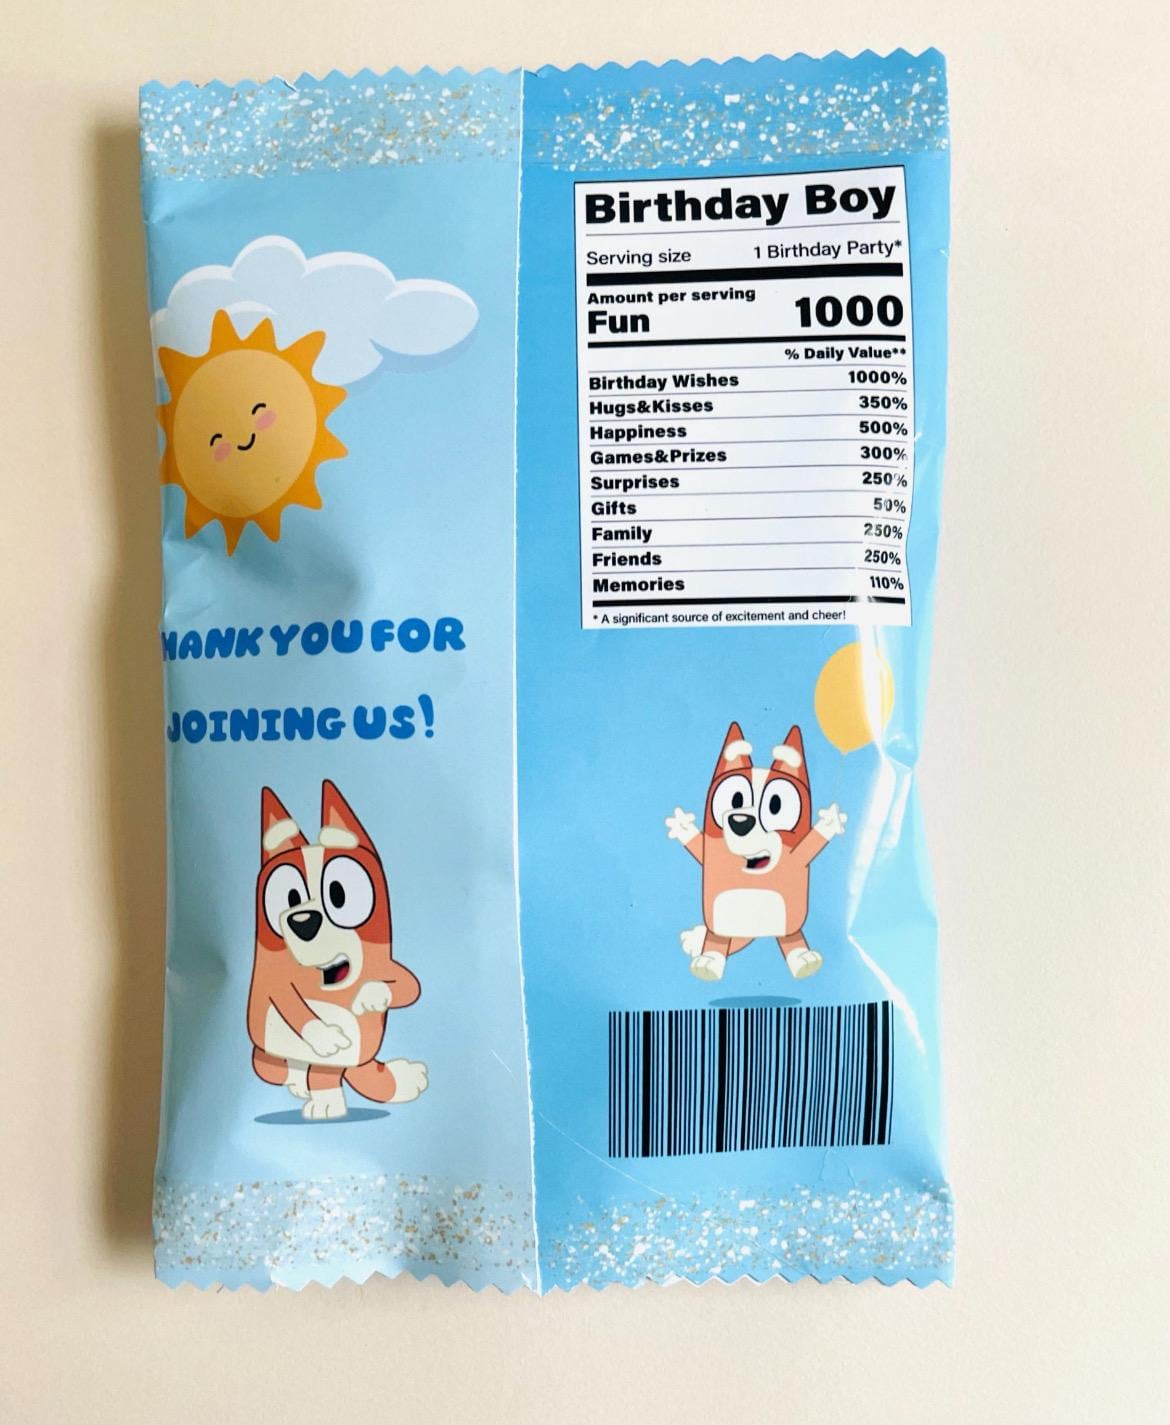 HANK YOU FOR
JOINING US!
Birthday Boy
Serving size 1 Birthday Party*
Amount per serving
Fun 1000
% Daily Value**
Birthday Wishes 1000%
Hugs&Kisses 350%
Happiness 500%
Games&Prizes 300%
Surprises 250%
Gifts 50%
Family 250%
Friends 250%
Memories 110%
* A significant source of excitement and cheer!